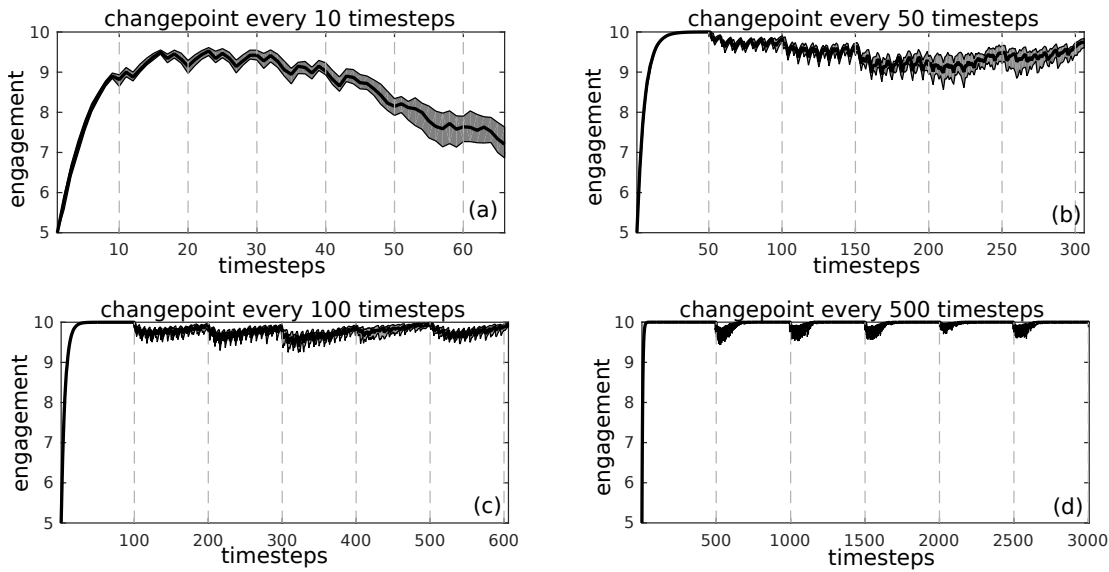 changepoint every 10 timesteps
10
9
8
7
6
5
engagement
10 20 30 40 50 60
timesteps
(a)
changepoint every 50 timesteps
10
9
8
7
6
5
engagement
50 100 150 200 250 300
timesteps
(b)
changepoint every 100 timesteps
10
9
8
7
6
5
engagement
100 200 300 400 500 600
timesteps
(c)
changepoint every 500 timesteps
10
9
8
7
6
5
engagement
500 1000 1500 2000 2500 3000
timesteps
(d)